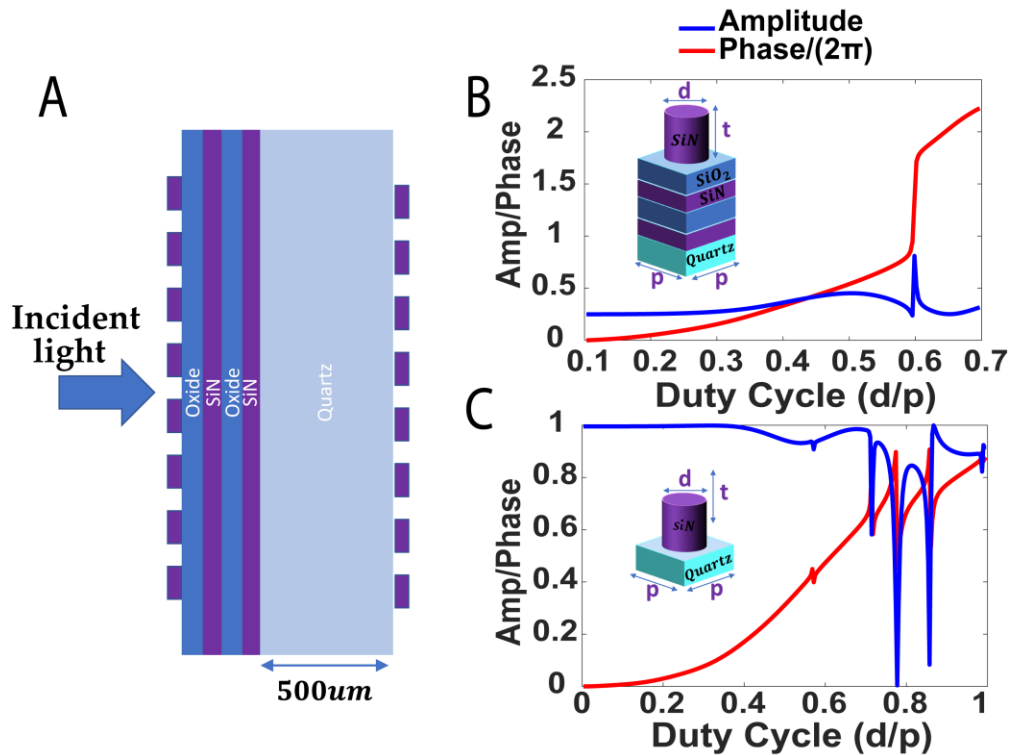 Amplitude
Phase/(2π)
A
Incident
light
Oxide
SiN
Oxide
SiN
Quartz
500um
B
Amp/Phase
2.5
2
1.5
1
0.5
0
0.1
0.2
0.3
0.4
0.5
0.6
0.7
Duty Cycle (d/p)
d
t
SiN
SiO2
SiN
Quartz
p
p
C
Amp/Phase
1
0.8
0.6
0.4
0.2
0
0
0.2
0.4
0.6
0.8
1
Duty Cycle (d/p)
d
t
SiN
Quartz
p
p